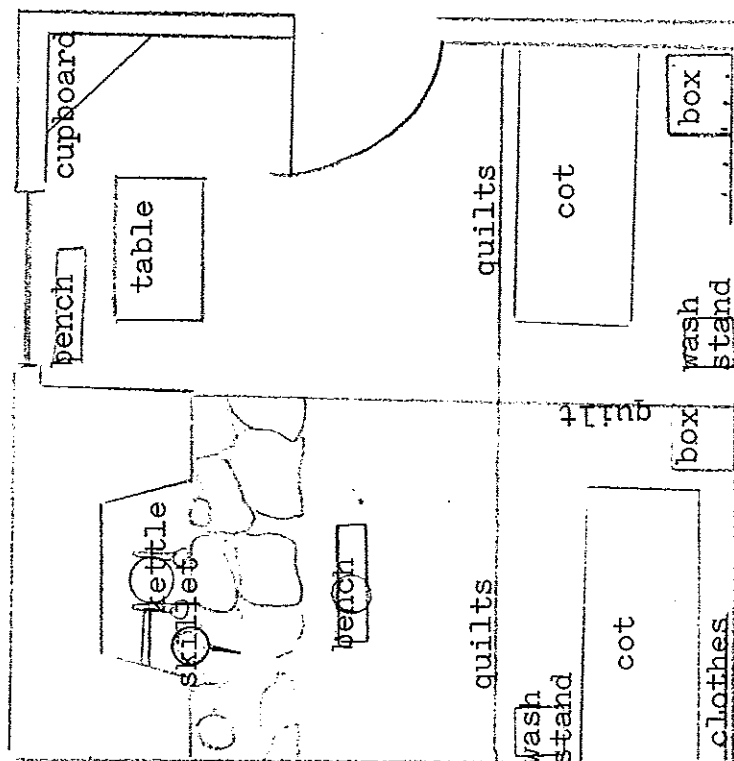 bench
cupboard
table
kettle
skillet
bench
quilts
quilts
wash
stand
cot
cot
quilt
box
wash
stand
box
clothes